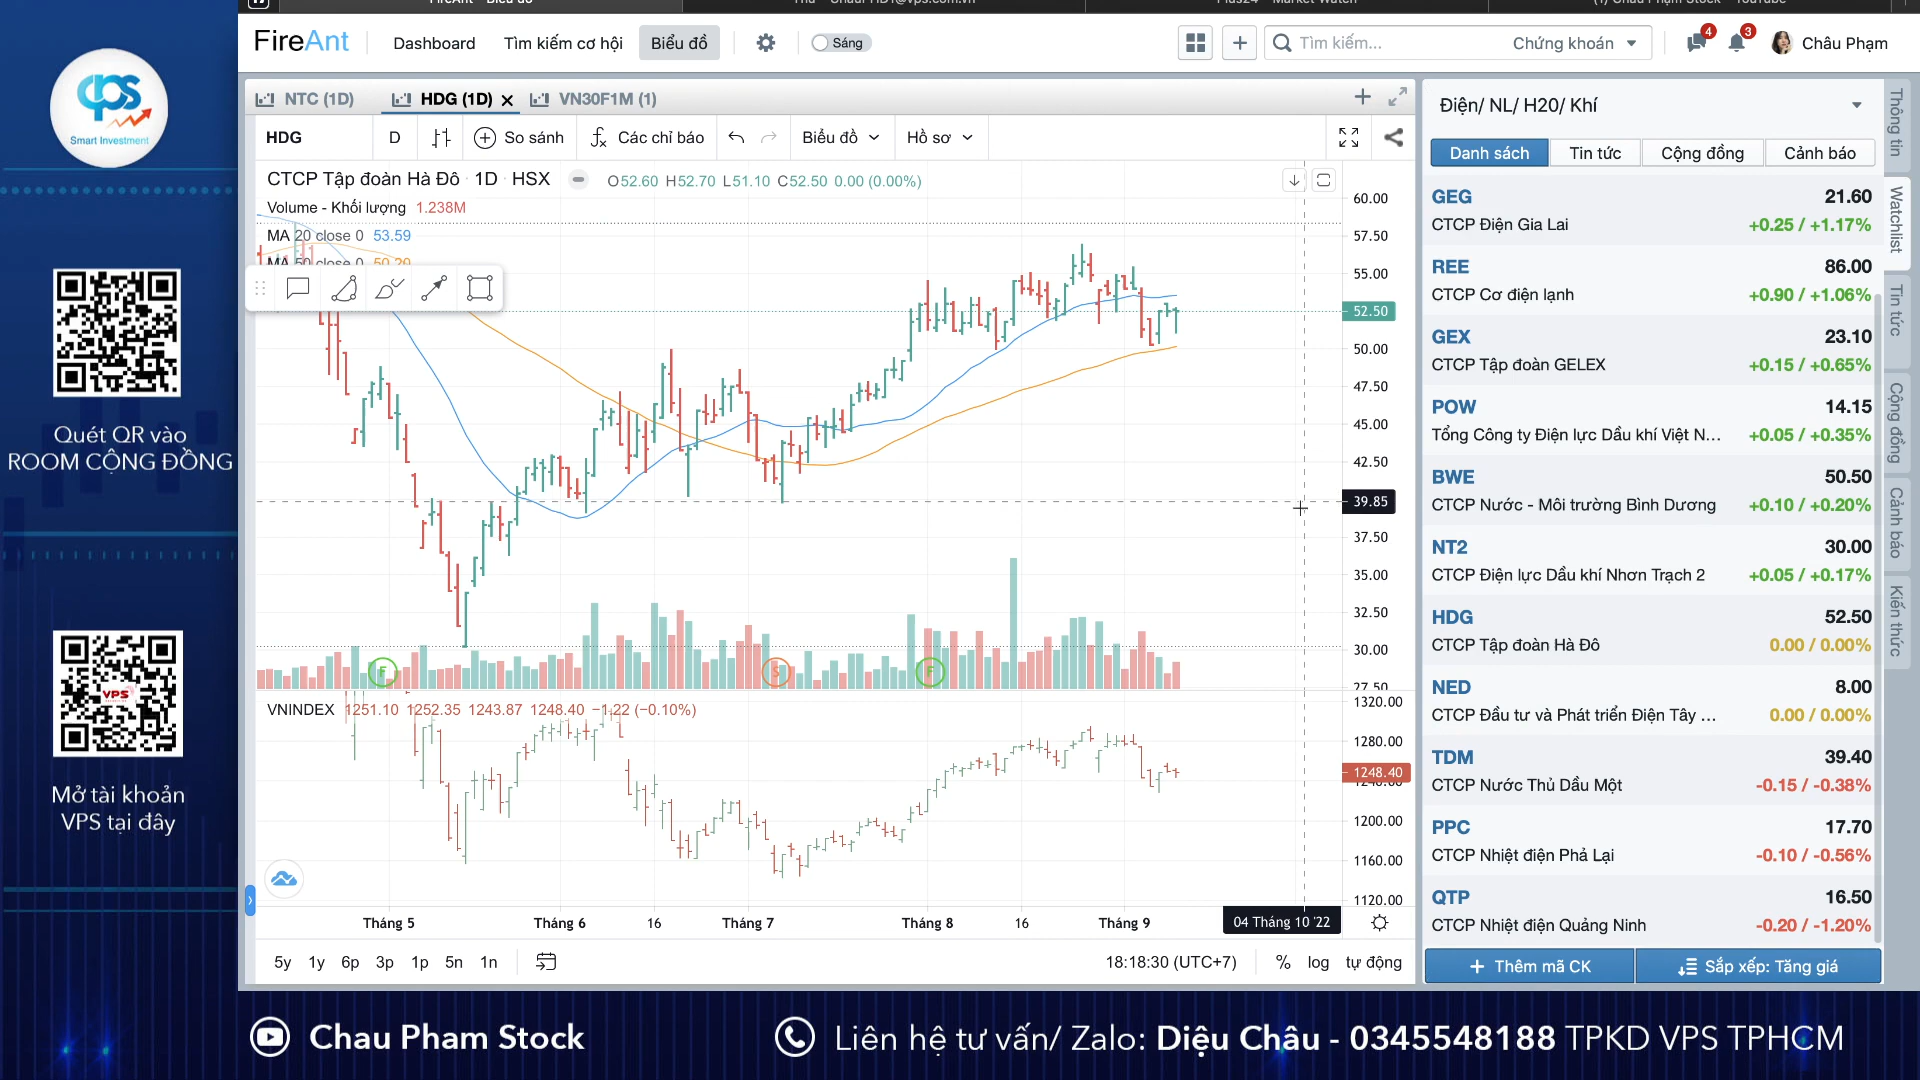 FireAnt
Dashboard
Tìm kiếm cơ hội
Biểu đồ
Sáng
Tìm kiếm...
Chứng khoán
4
3
Châu Phạm
Smart Investment
Quét QR vào
ROOM CỘNG ĐỒNG
VPS
Mở tài khoản
VPS tại đây
NTC (1D)
HDG (1D)
VN30F1M (1)
HDG
D
So sánh
Các chỉ báo
Biểu đồ
Hồ sơ
CTCP Tập đoàn Hà Đô · 1D · HSX
O52.60 H52.70 L51.10 C52.50 0.00 (0.00%)
Volume - Khối lượng 1.238M
MA 20 close 0 53.59
MA 50 close 0 50.20
60.00
57.50
55.00
52.50
50.00
47.50
45.00
42.50
39.85
37.50
35.00
32.50
30.00
27.50
F
S
F
VNINDEX 1251.10 1252.35 1243.87 1248.40 −1.22 (−0.10%)
1320.00
1280.00
1248.40
1240.00
1200.00
1160.00
1120.00
Tháng 5
Tháng 6
16
Tháng 7
Tháng 8
16
Tháng 9
04 Tháng 10 '22
5y 1y 6p 3p 1p 5n 1n
18:18:30 (UTC+7)
% log tự động
Điện/ NL/ H20/ Khí
Danh sách
Tin tức
Cộng đồng
Cảnh báo
GEG 21.60
CTCP Điện Gia Lai +0.25 / +1.17%
REE 86.00
CTCP Cơ điện lạnh +0.90 / +1.06%
GEX 23.10
CTCP Tập đoàn GELEX +0.15 / +0.65%
POW 14.15
Tổng Công ty Điện lực Dầu khí Việt N... +0.05 / +0.35%
BWE 50.50
CTCP Nước - Môi trường Bình Dương +0.10 / +0.20%
NT2 30.00
CTCP Điện lực Dầu khí Nhơn Trạch 2 +0.05 / +0.17%
HDG 52.50
CTCP Tập đoàn Hà Đô 0.00 / 0.00%
NED 8.00
CTCP Đầu tư và Phát triển Điện Tây ... 0.00 / 0.00%
TDM 39.40
CTCP Nước Thủ Dầu Một -0.15 / -0.38%
PPC 17.70
CTCP Nhiệt điện Phả Lại -0.10 / -0.56%
QTP 16.50
CTCP Nhiệt điện Quảng Ninh -0.20 / -1.20%
Thêm mã CK
Sắp xếp: Tăng giá
Thông tin
Watchlist
Tin tức
Cộng đồng
Cảnh báo
Kiến thức
Chau Pham Stock
Liên hệ tư vấn/ Zalo: Diệu Châu - 0345548188 TPKD VPS TPHCM